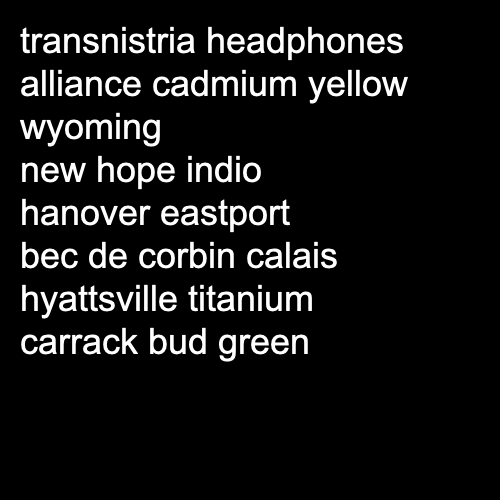 transnistria headphones
alliance cadmium yellow
wyoming
new hope indio
hanover eastport
bec de corbin calais
hyattsville titanium
carrack bud green